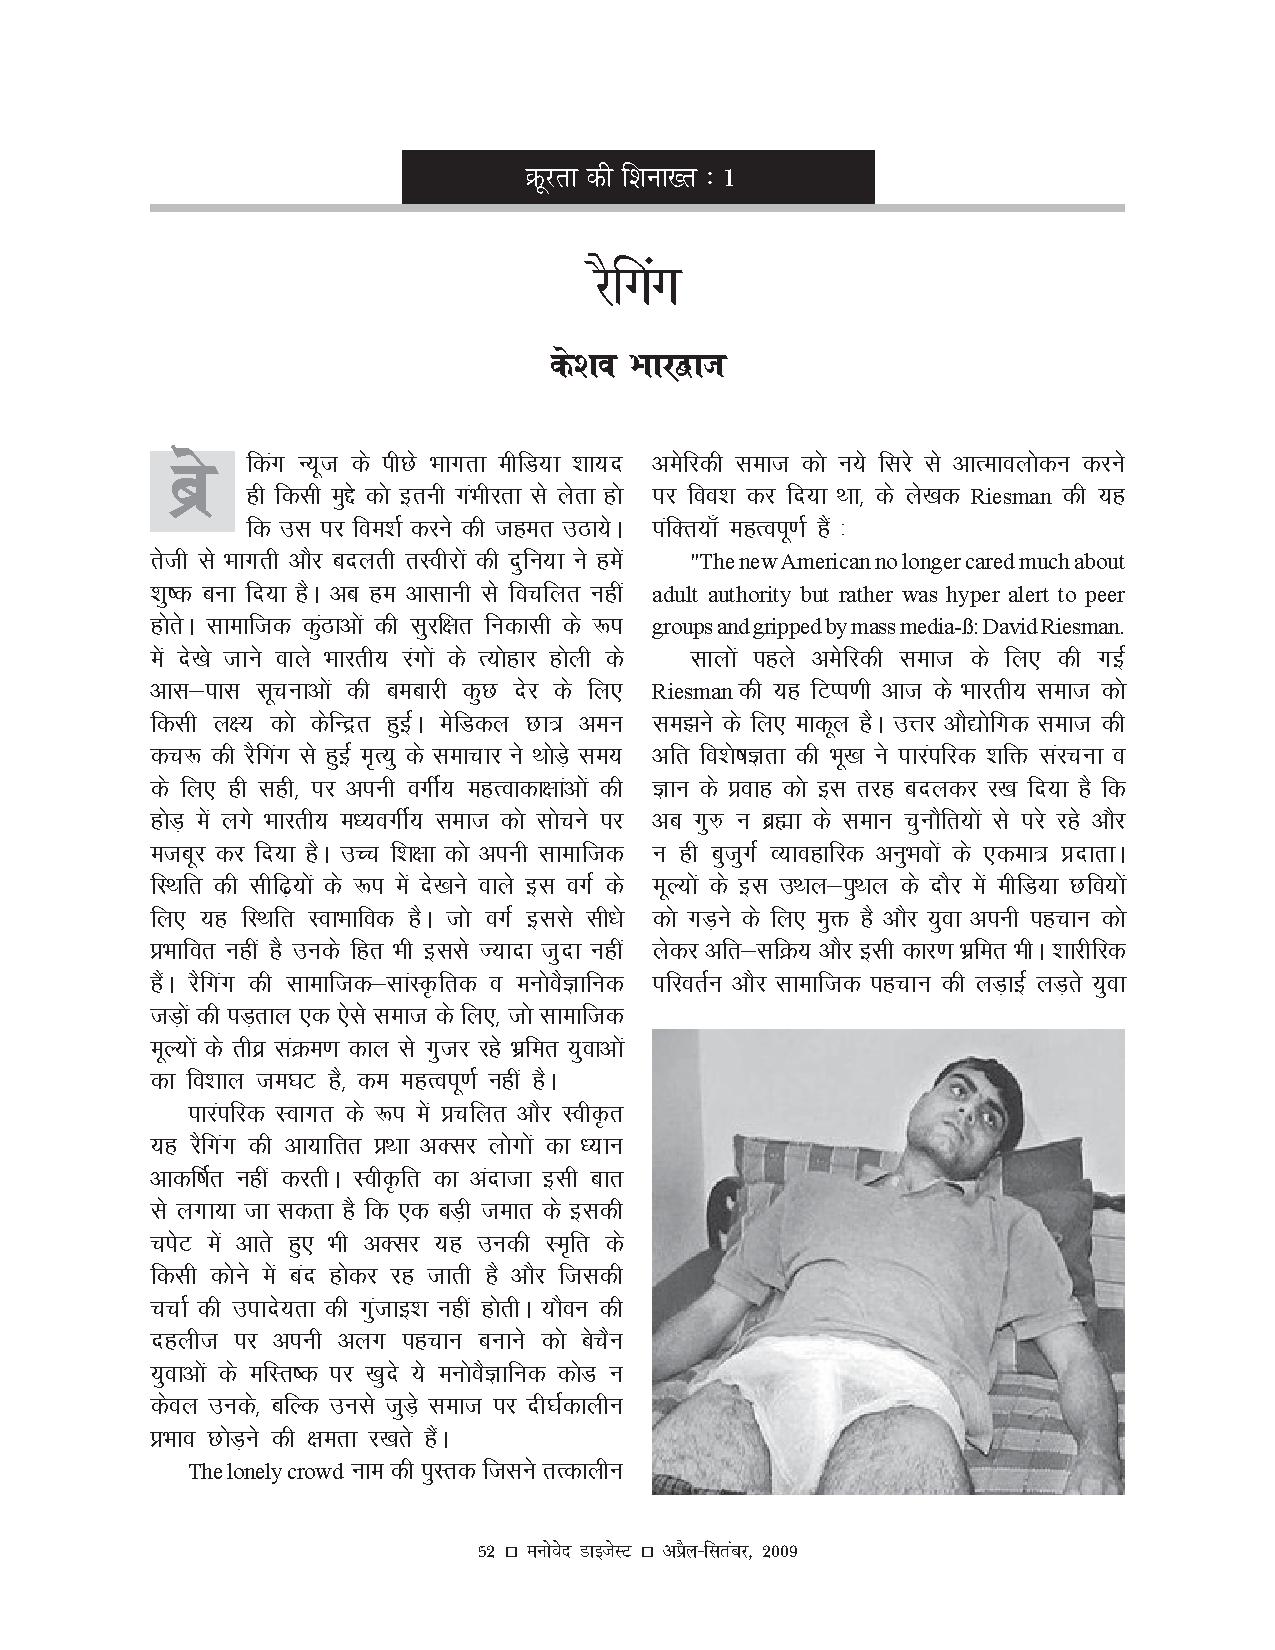 क्रूरता की शिनाख्त : 1
रैगिंग
केशव भारद्वाज
ब्रेकिंग न्यूज के पीछे भागता मीडिया शायद
ही किसी मुद्दे को इतनी गंभीरता से लेता हो
कि उस पर विमर्श करने की जहमत उठाये।
तेजी से भागती और बदलती तस्वीरों की दुनिया ने हमें
शुष्क बना दिया है। अब हम आसानी से विचलित नहीं
होते। सामाजिक कुंठाओं की सुरक्षित निकासी के रूप
में देखे जाने वाले भारतीय रंगों के त्योहार होली के
आस–पास सूचनाओं की बमबारी कुछ देर के लिए
किसी लक्ष्य को केन्द्रित हुई। मेडिकल छात्र अमन
कचरू की रैगिंग से हुई मृत्यु के समाचार ने थोड़े समय
के लिए ही सही, पर अपनी वर्गीय महत्वाकाक्षांओं की
होड़ में लगे भारतीय मध्यवर्गीय समाज को सोचने पर
मजबूर कर दिया है। उच्च शिक्षा को अपनी सामाजिक
स्थिति की सीढ़ियों के रूप में देखने वाले इस वर्ग के
लिए यह स्थिति स्वाभाविक है। जो वर्ग इससे सीधे
प्रभावित नहीं है उनके हित भी इससे ज्यादा जुदा नहीं
हैं। रैगिंग की सामाजिक–सांस्कृतिक व मनोवैज्ञानिक
जड़ों की पड़ताल एक ऐसे समाज के लिए, जो सामाजिक
मूल्यों के तीव्र संक्रमण काल से गुजर रहे भ्रमित युवाओं
का विशाल जमघट है, कम महत्वपूर्ण नहीं है।
पारंपरिक स्वागत के रूप में प्रचलित और स्वीकृत
यह रैगिंग की आयातित प्रथा अक्सर लोगों का ध्यान
आकर्षित नहीं करती। स्वीकृति का अंदाजा इसी बात
से लगाया जा सकता है कि एक बड़ी जमात के इसकी
चपेट में आते हुए भी अक्सर यह उनकी स्मृति के
किसी कोने में बंद होकर रह जाती है और जिसकी
चर्चा की उपादेयता की गुंजाइश नहीं होती। यौवन की
दहलीज पर अपनी अलग पहचान बनाने को बेचैन
युवाओं के मस्तिष्क पर खुदे ये मनोवैज्ञानिक कोड न
केवल उनके, बल्कि उनसे जुड़े समाज पर दीर्घकालीन
प्रभाव छोड़ने की क्षमता रखते हैं।
The lonely crowd नाम की पुस्तक जिसने तत्कालीन
अमेरिकी समाज को नये सिरे से आत्मावलोकन करने
पर विवश कर दिया था, के लेखक Riesman की यह
पंक्तियाँ महत्वपूर्ण हैं :
"The new American no longer cared much about
adult authority but rather was hyper alert to peer
groups and gripped by mass media-ß: David Riesman.
सालों पहले अमेरिकी समाज के लिए की गई
Riesman की यह टिप्पणी आज के भारतीय समाज को
समझने के लिए माकूल है। उत्तर औद्योगिक समाज की
अति विशेषज्ञता की भूख ने पारंपरिक शक्ति संरचना व
ज्ञान के प्रवाह को इस तरह बदलकर रख दिया है कि
अब गुरु न ब्रह्मा के समान चुनौतियों से परे रहे और
न ही बुजुर्ग व्यावहारिक अनुभवों के एकमात्र प्रदाता।
मूल्यों के इस उथल–पुथल के दौर में मीडिया छवियों
को गड़ने के लिए मुक्त है और युवा अपनी पहचान को
लेकर अति–सक्रिय और इसी कारण भ्रमित भी। शारीरिक
परिवर्तन और सामाजिक पहचान की लड़ाई लड़ते युवा
52 □ मनोवेद डाइजेस्ट □ अप्रैल-सितंबर, 2009